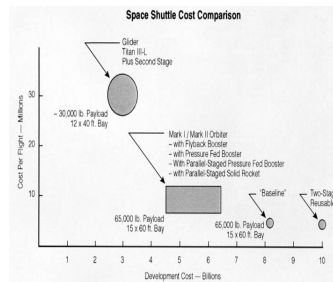 Space Shuttle Cost Comparison
Glider
Titan III-L
Plus Second Stage
Cost Per Flight — Millions
30
~ 30,000 lb. Payload
12 x 40 ft. Bay
20
Mark I / Mark II Orbiter
– with Flyback Booster
– with Pressure Fed Booster
– With Parallel-Staged Pressure Fed Booster
– with Parallel-Staged Solid Rocket
10
65,000 lb. Payload
15 x 60 ft. Bay
"Baseline"
65,000 lb. Payload
15 x 60 ft. Bay
Two-Stag
Reusable
1 2 3 4 5 6 7 8 9 10
Development Cost — Billions